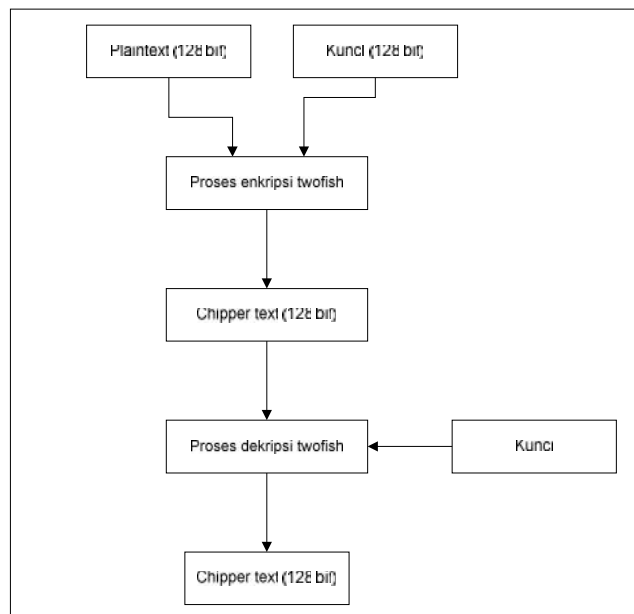 Plaintext (128 bit)
Kunci (128 bit)
Proses enkripsi twofish
Chipper text (128 bit)
Proses dekripsi twofish
Kunci
Chipper text (128 bit)